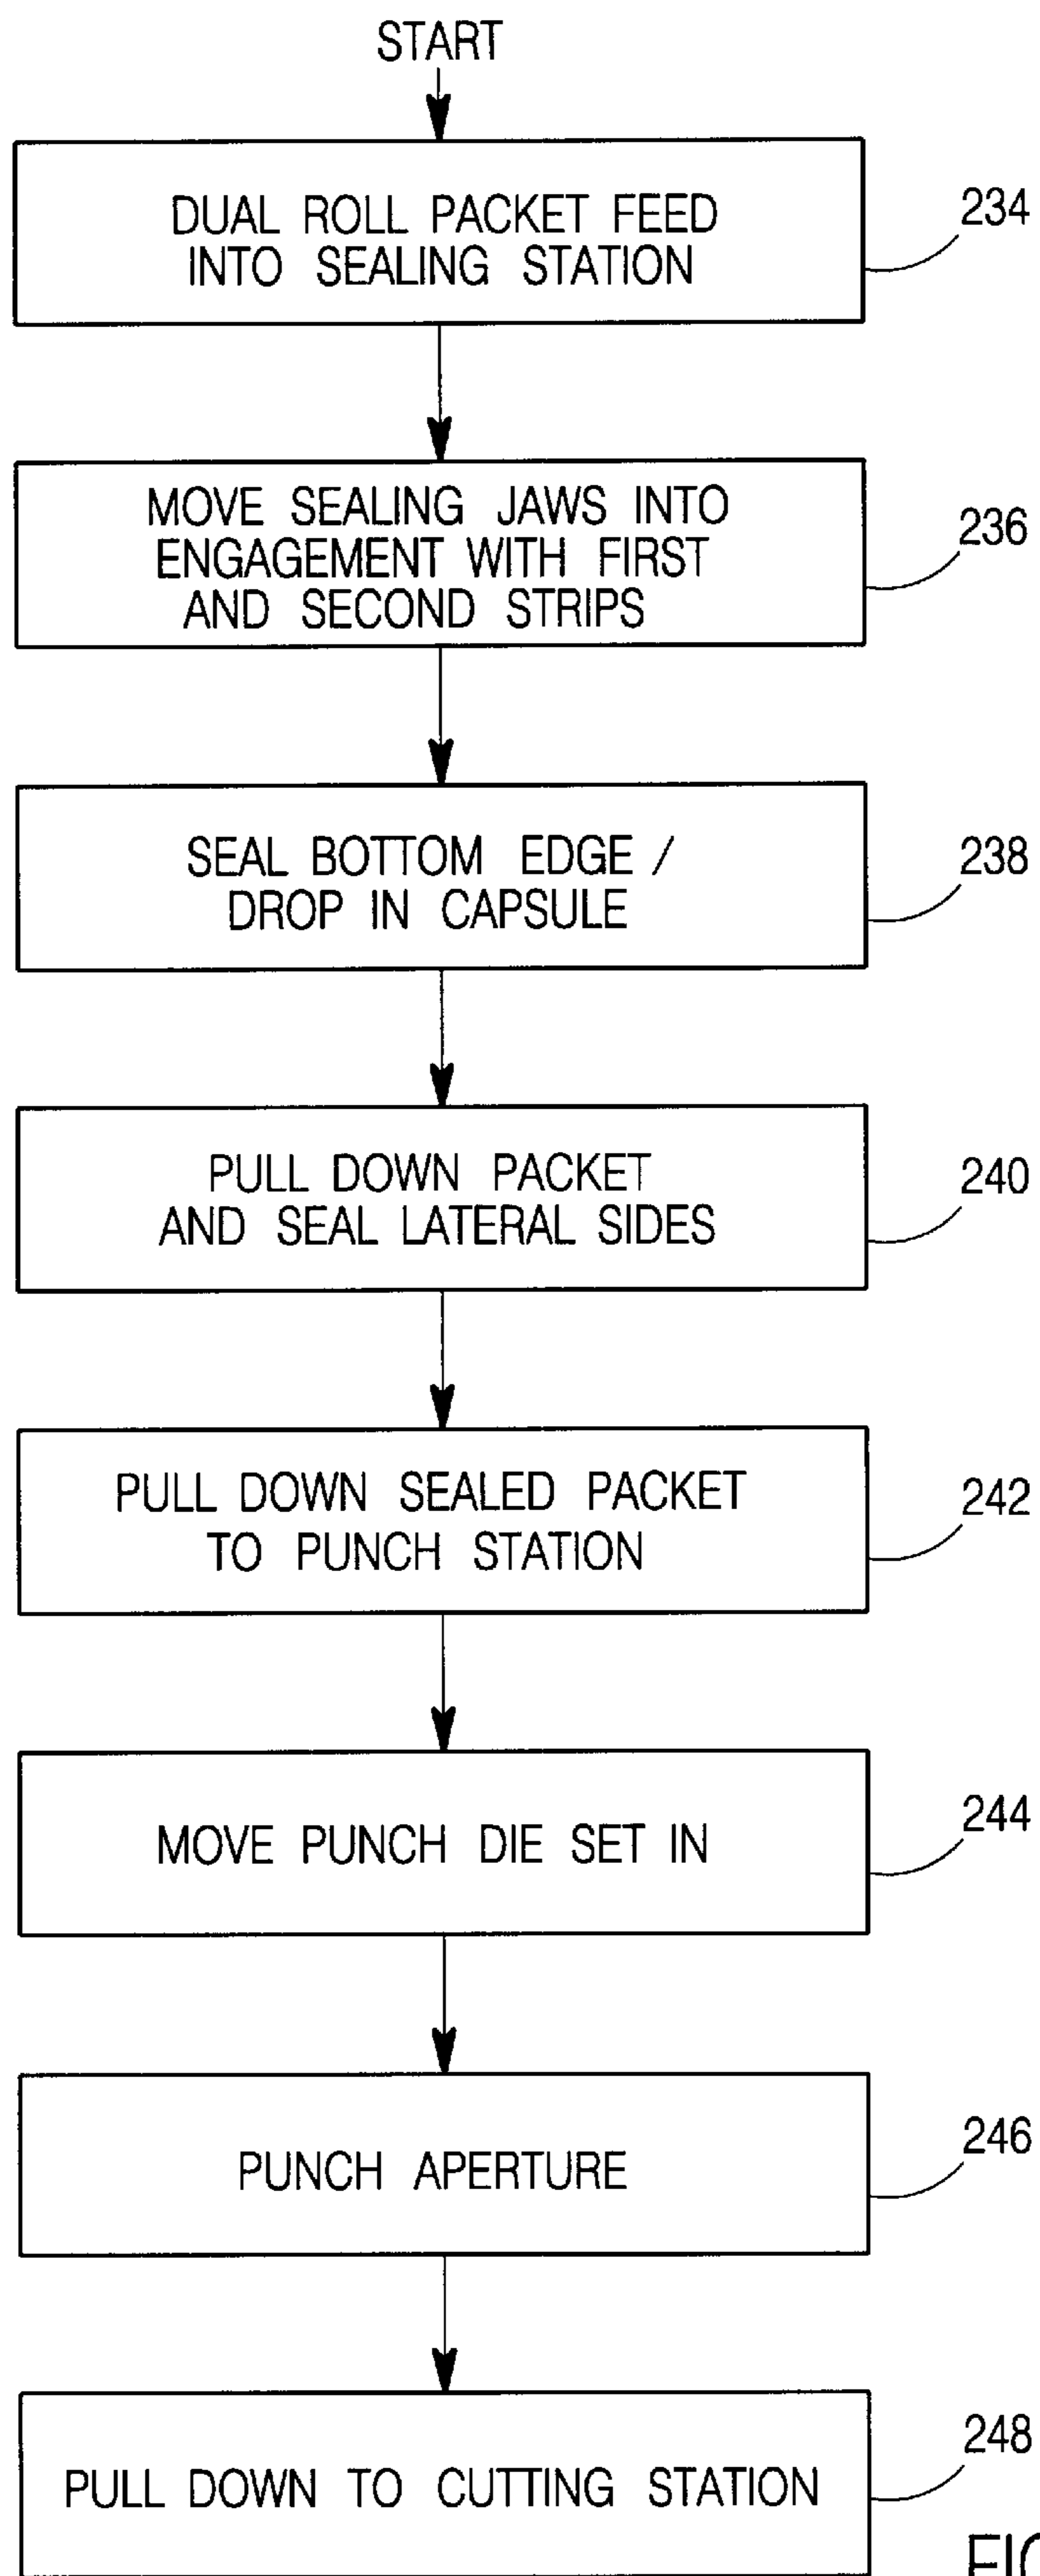 START
DUAL ROLL PACKET FEED
INTO SEALING STATION
234
MOVE SEALING JAWS INTO
ENGAGEMENT WITH FIRST
AND SECOND STRIPS
236
SEAL BOTTOM EDGE /
DROP IN CAPSULE
238
PULL DOWN PACKET
AND SEAL LATERAL SIDES
240
PULL DOWN SEALED PACKET
TO PUNCH STATION
242
MOVE PUNCH DIE SET IN
244
PUNCH APERTURE
246
PULL DOWN TO CUTTING STATION
248